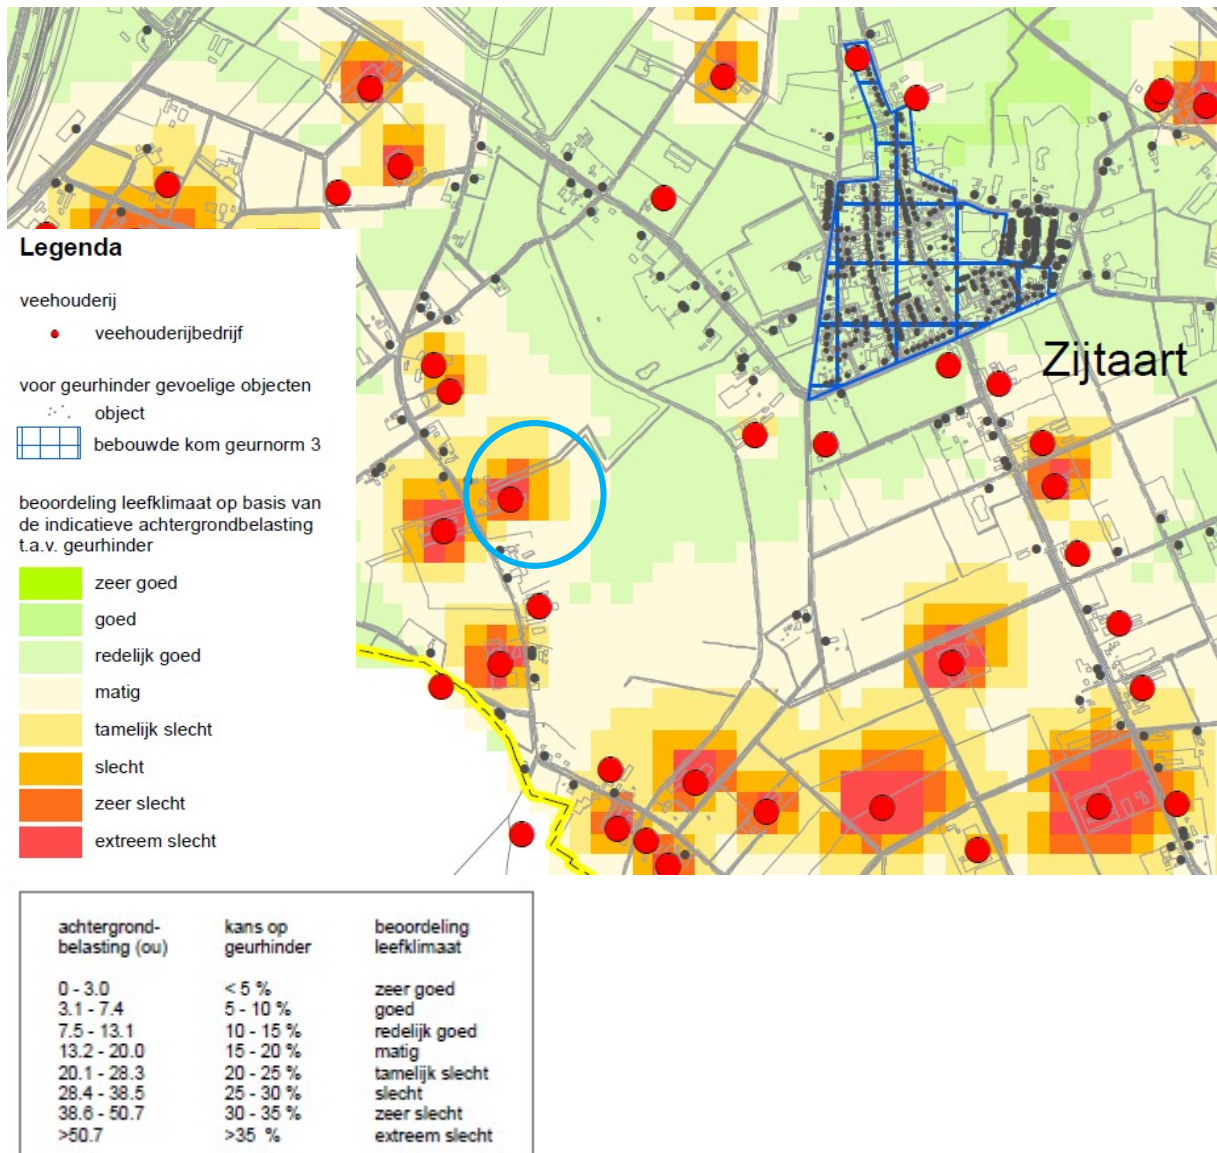 Zijtaart
Legenda
veehouderij
veehouderijbedrijf
voor geurhinder gevoelige objecten
object
bebouwde kom geurnorm 3
beoordeling leefklimaat op basis van
de indicatieve achtergrondbelasting
t.a.v. geurhinder
zeer goed
goed
redelijk goed
matig
tamelijk slecht
slecht
zeer slecht
extreem slecht
achtergrond- kans op beoordeling
belasting (ou) geurhinder leefklimaat
0 - 3.0 < 5 % zeer goed
3.1 - 7.4 5 - 10 % goed
7.5 - 13.1 10 - 15 % redelijk goed
13.2 - 20.0 15 - 20 % matig
20.1 - 28.3 20 - 25 % tamelijk slecht
28.4 - 38.5 25 - 30 % slecht
38.6 - 50.7 30 - 35 % zeer slecht
>50.7 >35 % extreem slecht